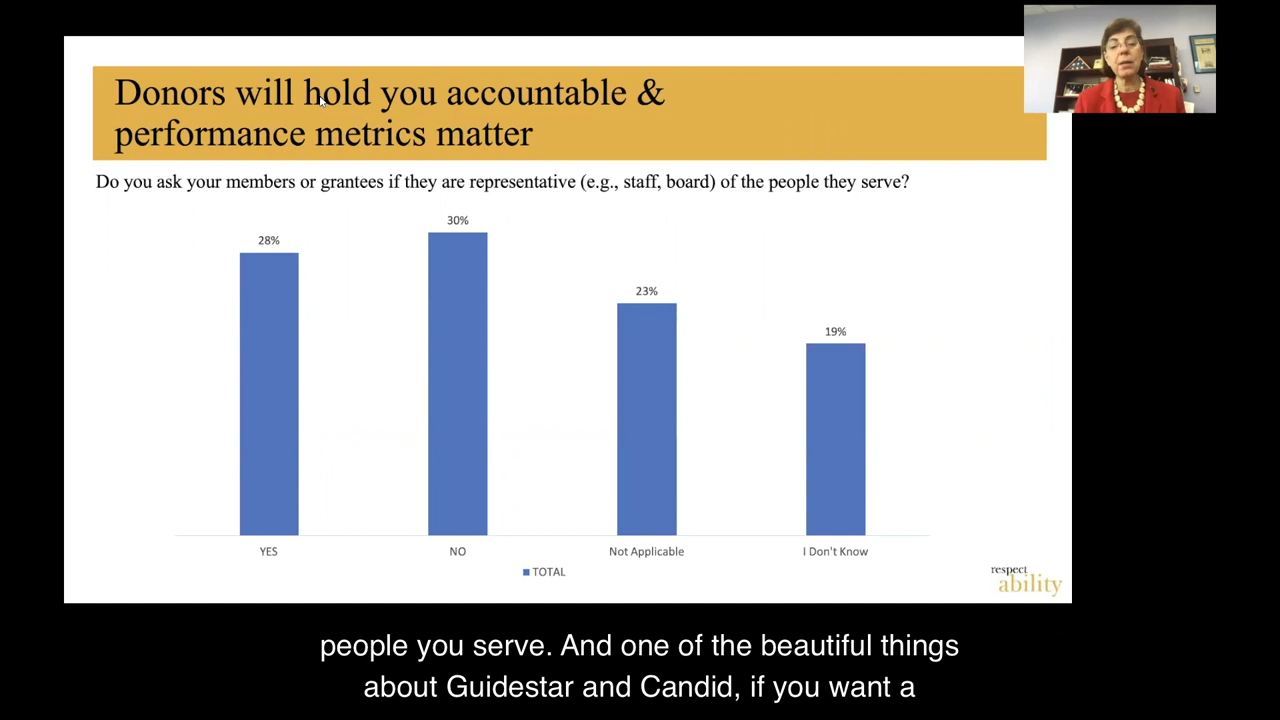 Donors will hold you accountable &
performance metrics matter
Do you ask your members or grantees if they are representative (e.g., staff, board) of the people they serve?
28%
30%
23%
19%
YES
NO
Not Applicable
I Don't Know
TOTAL
respect
ability
people you serve. And one of the beautiful things
about Guidestar and Candid, if you want a